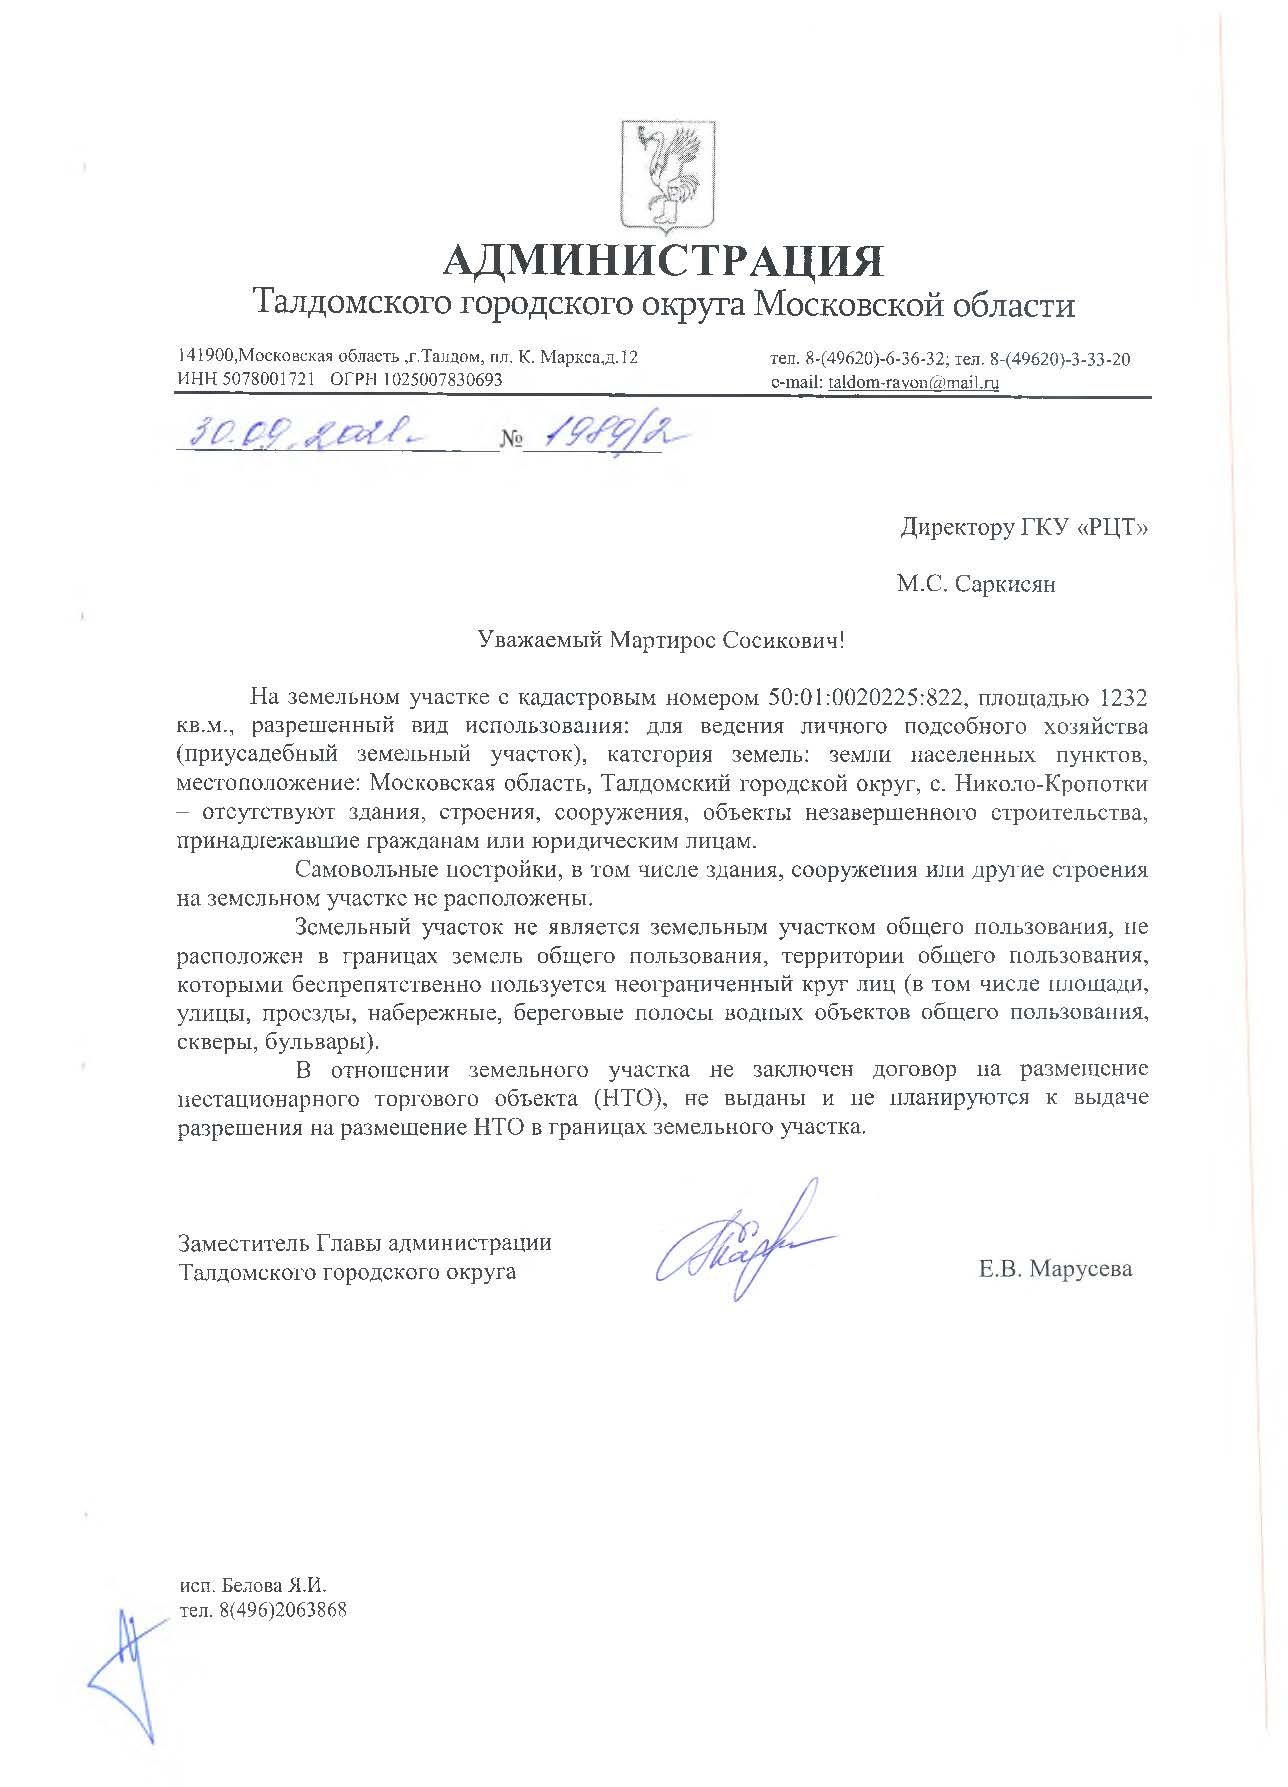 АДМИНИСТРАЦИЯ
Талдомского городского округа Московской области
141900,Московская область ,г.Талдом, пл. К. Маркса,д.12
тел. 8-(49620)-6-36-32; тел. 8-(49620)-3-33-20
ИНН 5078001721 ОГРН 1025007830693
e-mail: taldom-rayon@mail.ru
30.09.2021г. № 1989/2
Директору ГКУ «РЦТ»
М.С. Саркисян
Уважаемый Мартирос Сосикович!
На земельном участке с кадастровым номером 50:01:0020225:822, площадью 1232
кв.м., разрешенный вид использования: для ведения личного подсобного хозяйства
(приусадебный земельный участок), категория земель: земли населенных пунктов,
местоположение: Московская область, Талдомский городской округ, с. Николо-Кропотки
– отсутствуют здания, строения, сооружения, объекты незавершенного строительства,
принадлежавшие гражданам или юридическим лицам.
Самовольные постройки, в том числе здания, сооружения или другие строения
на земельном участке не расположены.
Земельный участок не является земельным участком общего пользования, не
расположен в границах земель общего пользования, территории общего пользования,
которыми беспрепятственно пользуется неограниченный круг лиц (в том числе площади,
улицы, проезды, набережные, береговые полосы водных объектов общего пользования,
скверы, бульвары).
В отношении земельного участка не заключен договор на размещение
нестационарного торгового объекта (НТО), не выданы и не планируются к выдаче
разрешения на размещение НТО в границах земельного участка.
Заместитель Главы администрации
Талдомского городского округа
Е.В. Марусева
исп. Белова Я.И.
тел. 8(496)2063868